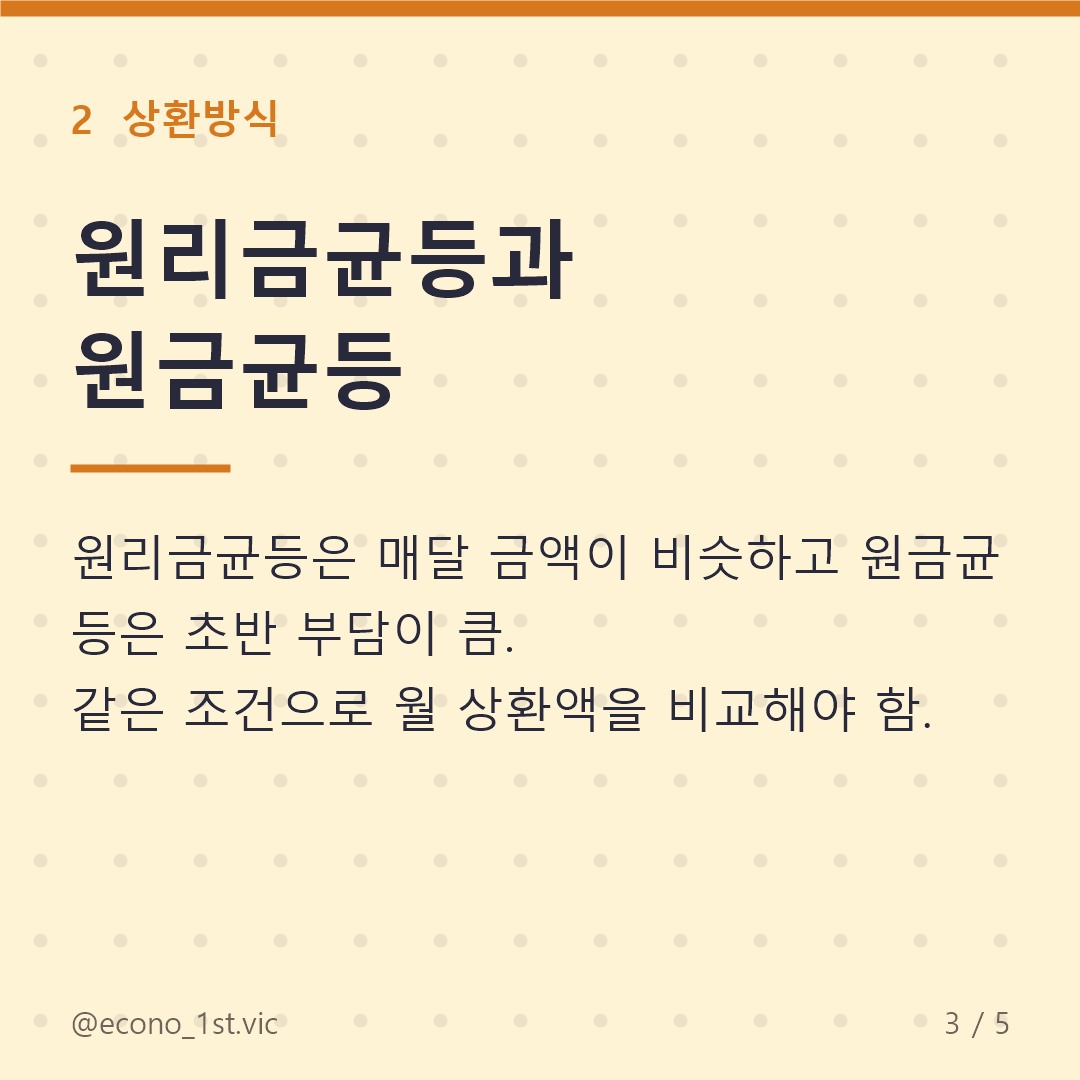 2 상환방식
원리금균등과
원금균등
원리금균등은 매달 금액이 비슷하고 원금균
등은 초반 부담이 큼.
같은 조건으로 월 상환액을 비교해야 함.
@econo_1st.vic
3 / 5